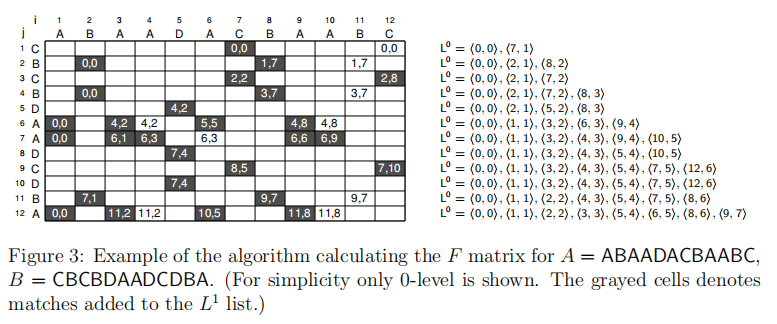 i 1 2 3 4 5 6 7 8 9 10 11 12
j A B A A D A C B A A B C
1 C 0,0 0,0 L⁰ = ⟨0, 0⟩, ⟨7, 1⟩
2 B 0,0 1,7 1,7 L⁰ = ⟨0, 0⟩, ⟨2, 1⟩, ⟨8, 2⟩
3 C 2,2 2,8 L⁰ = ⟨0, 0⟩, ⟨2, 1⟩, ⟨7, 2⟩
4 B 0,0 3,7 3,7 L⁰ = ⟨0, 0⟩, ⟨2, 1⟩, ⟨7, 2⟩, ⟨8, 3⟩
5 D 4,2 L⁰ = ⟨0, 0⟩, ⟨2, 1⟩, ⟨5, 2⟩, ⟨8, 3⟩
6 A 0,0 4,2 4,2 5,5 4,8 4,8 L⁰ = ⟨0, 0⟩, ⟨1, 1⟩, ⟨3, 2⟩, ⟨6, 3⟩, ⟨9, 4⟩
7 A 0,0 6,1 6,3 6,3 6,6 6,9 L⁰ = ⟨0, 0⟩, ⟨1, 1⟩, ⟨3, 2⟩, ⟨4, 3⟩, ⟨9, 4⟩, ⟨10, 5⟩
8 D 7,4 L⁰ = ⟨0, 0⟩, ⟨1, 1⟩, ⟨3, 2⟩, ⟨4, 3⟩, ⟨5, 4⟩, ⟨10, 5⟩
9 C 8,5 7,10 L⁰ = ⟨0, 0⟩, ⟨1, 1⟩, ⟨3, 2⟩, ⟨4, 3⟩, ⟨5, 4⟩, ⟨7, 5⟩, ⟨12, 6⟩
10 D 7,4 L⁰ = ⟨0, 0⟩, ⟨1, 1⟩, ⟨3, 2⟩, ⟨4, 3⟩, ⟨5, 4⟩, ⟨7, 5⟩, ⟨12, 6⟩
11 B 7,1 9,7 9,7 L⁰ = ⟨0, 0⟩, ⟨1, 1⟩, ⟨2, 2⟩, ⟨4, 3⟩, ⟨5, 4⟩, ⟨7, 5⟩, ⟨8, 6⟩
12 A 0,0 11,2 11,2 10,5 11,8 11,8 L⁰ = ⟨0, 0⟩, ⟨1, 1⟩, ⟨2, 2⟩, ⟨3, 3⟩, ⟨5, 4⟩, ⟨6, 5⟩, ⟨8, 6⟩, ⟨9, 7⟩
Figure 3: Example of the algorithm calculating the F matrix for A = ABAADACBAABC,
B = CBCBDAADCDBA. (For simplicity only 0-level is shown. The grayed cells denotes
matches added to the L¹ list.)